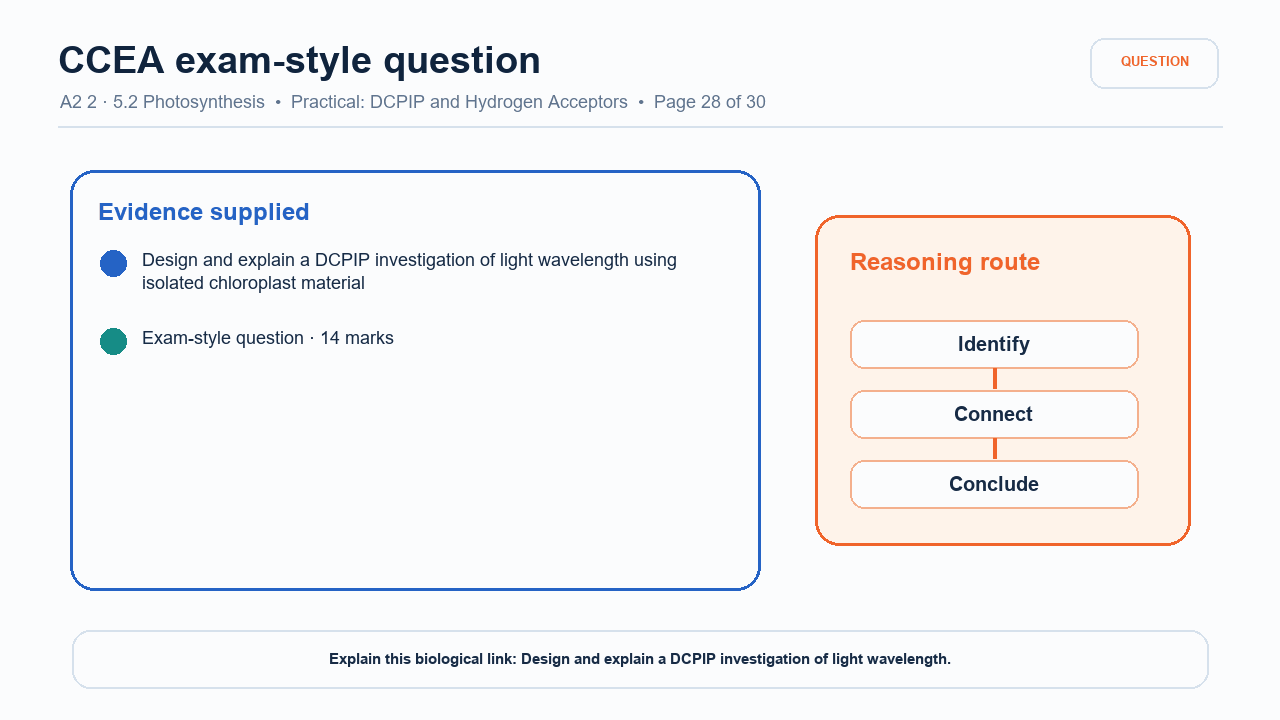 CCEA exam-style question
QUESTION
A2 2 · 5.2 Photosynthesis • Practical: DCPIP and Hydrogen Acceptors • Page 28 of 30
Evidence supplied
Design and explain a DCPIP investigation of light wavelength using
isolated chloroplast material
Exam-style question · 14 marks
Reasoning route
Identify
Connect
Conclude
Explain this biological link: Design and explain a DCPIP investigation of light wavelength.